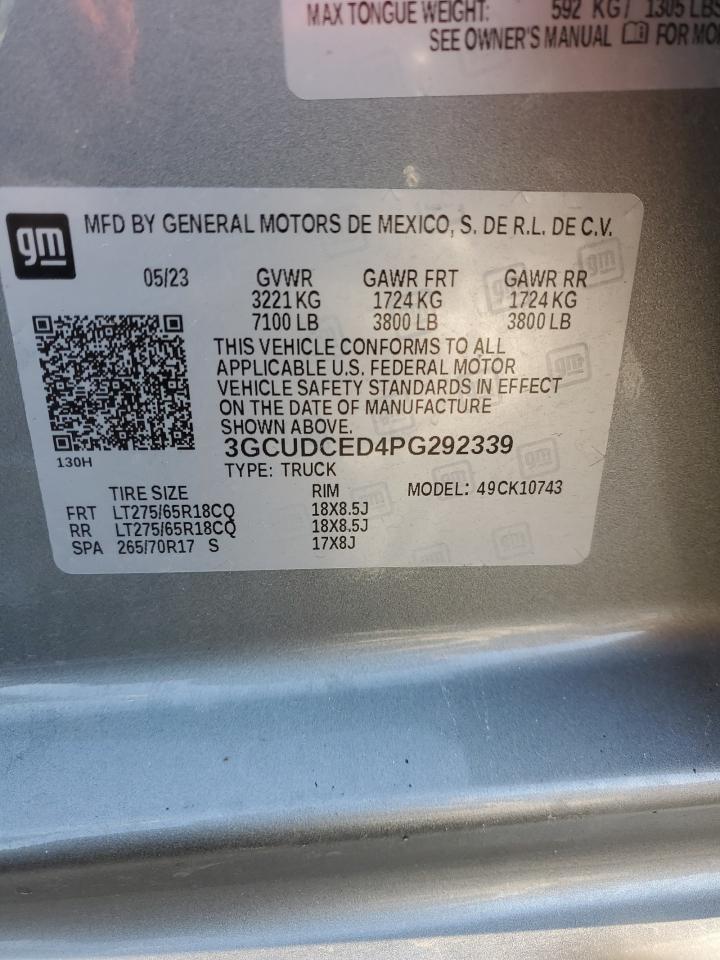 MAX TONGUE WEIGHT: 592 KG / 1305 LBS
SEE OWNER'S MANUAL FOR MO
gm
MFD BY GENERAL MOTORS DE MEXICO, S. DE R.L. DE C.V.
05/23 GVWR GAWR FRT GAWR RR
3221 KG 1724 KG 1724 KG
7100 LB 3800 LB 3800 LB
THIS VEHICLE CONFORMS TO ALL
APPLICABLE U.S. FEDERAL MOTOR
VEHICLE SAFETY STANDARDS IN EFFECT
ON THE DATE OF MANUFACTURE
SHOWN ABOVE.
3GCUDCED4PG292339
130H
TYPE: TRUCK
TIRE SIZE RIM MODEL: 49CK10743
FRT LT275/65R18CQ 18X8.5J
RR LT275/65R18CQ 18X8.5J
SPA 265/70R17 S 17X8J